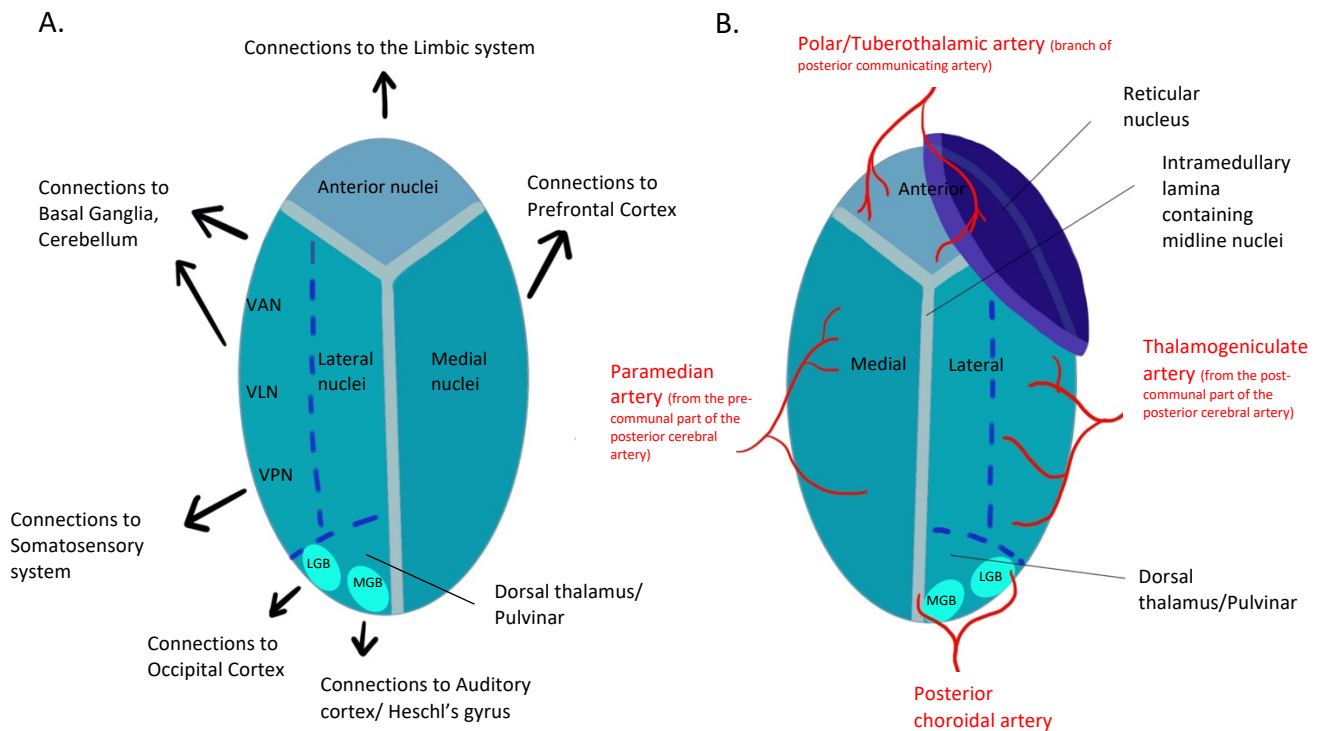 A.
Connections to the Limbic system
Anterior nuclei
Connections to
Basal Ganglia,
Cerebellum
Connections to
Prefrontal Cortex
VAN
Lateral
nuclei
Medial
nuclei
VLN
VPN
Connections to
Somatosensory
system
LGB
MGB
Dorsal thalamus/
Pulvinar
Connections to
Occipital Cortex
Connections to Auditory
cortex/ Heschl’s gyrus
B.
Polar/Tuberothalamic artery (branch of
posterior communicating artery)
Reticular
nucleus
Intramedullary
lamina
containing
midline nuclei
Anterior
Medial
Lateral
Paramedian
artery (from the pre-
communal part of the
posterior cerebral
artery)
Thalamogeniculate
artery (from the post-
communal part of the
posterior cerebral artery)
LGB
MGB
Dorsal
thalamus/Pulvinar
Posterior
choroidal artery